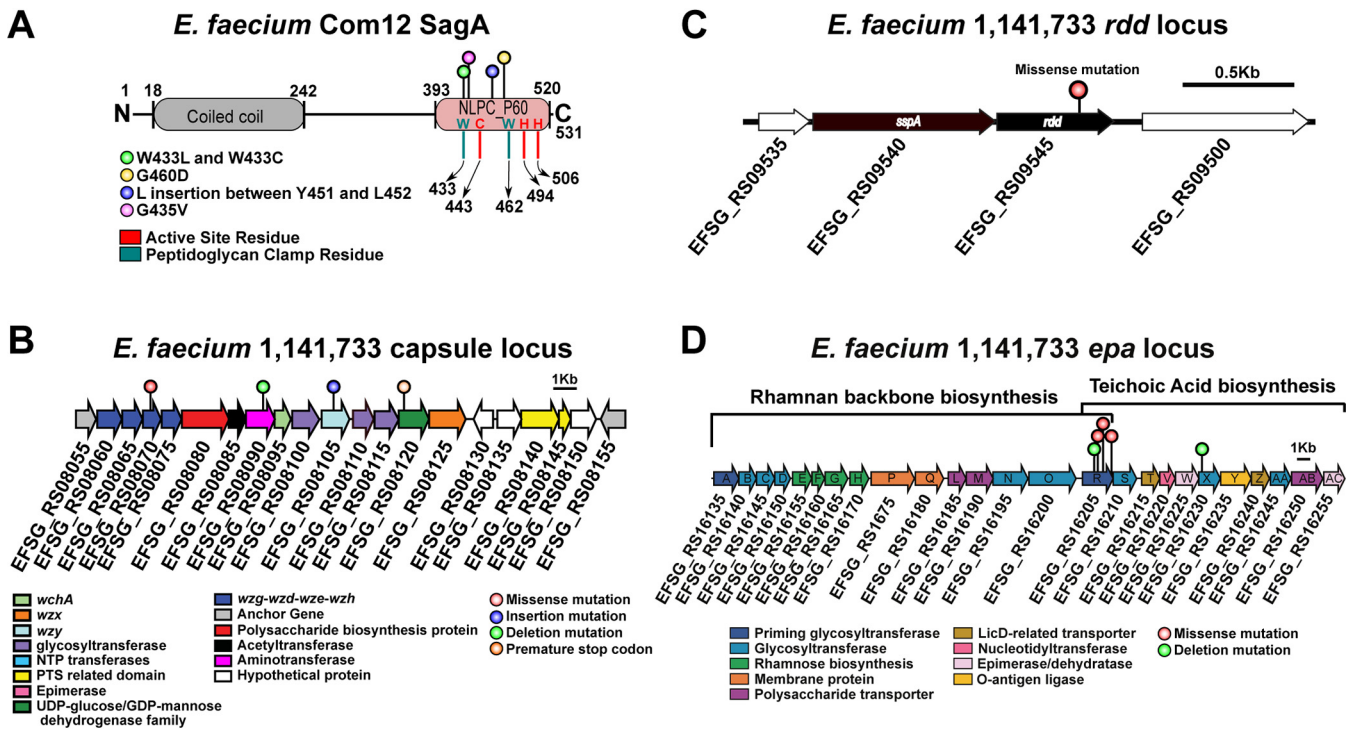 A
E. faecium Com12 SagA
1 18 242 393 520
N Coiled coil NLPC_P60 C
W C W H H 531
433 443 462 494 506
W433L and W433C
G460D
L insertion between Y451 and L452
G435V
Active Site Residue
Peptidoglycan Clamp Residue
C
E. faecium 1,141,733 rdd locus
Missense mutation
0.5Kb
sspA rdd
EFSG_RS09535
EFSG_RS09540
EFSG_RS09545
EFSG_RS09500
B
E. faecium 1,141,733 capsule locus
1Kb
EFSG_RS08055
EFSG_RS08060
EFSG_RS08065
EFSG_RS08070
EFSG_RS08075
EFSG_RS08080
EFSG_RS08085
EFSG_RS08090
EFSG_RS08095
EFSG_RS08100
EFSG_RS08105
EFSG_RS08110
EFSG_RS08115
EFSG_RS08120
EFSG_RS08125
EFSG_RS08130
EFSG_RS08135
EFSG_RS08140
EFSG_RS08145
EFSG_RS08150
EFSG_RS08155
wchA
wzx
wzy
glycosyltransferase
NTP transferases
PTS related domain
Epimerase
UDP-glucose/GDP-mannose
dehydrogenase family
wzg-wzd-wze-wzh
Anchor Gene
Polysaccharide biosynthesis protein
Acetyltransferase
Aminotransferase
Hypothetical protein
Missense mutation
Insertion mutation
Deletion mutation
Premature stop codon
D
E. faecium 1,141,733 epa locus
Rhamnan backbone biosynthesis
Teichoic Acid biosynthesis
1Kb
A B C D E F G H P Q L M N O R S T V W X Y Z AA AB AC
EFSG_RS16135
EFSG_RS16140
EFSG_RS16145
EFSG_RS16150
EFSG_RS16155
EFSG_RS16160
EFSG_RS16165
EFSG_RS16170
EFSG_RS1675
EFSG_RS16180
EFSG_RS16185
EFSG_RS16190
EFSG_RS16195
EFSG_RS16200
EFSG_RS16205
EFSG_RS16210
EFSG_RS16215
EFSG_RS16220
EFSG_RS16225
EFSG_RS16230
EFSG_RS16235
EFSG_RS16240
EFSG_RS16245
EFSG_RS16250
EFSG_RS16255
Priming glycosyltransferase
Glycosyltransferase
Rhamnose biosynthesis
Membrane protein
Polysaccharide transporter
LicD-related transporter
Nucleotidyltransferase
Epimerase/dehydratase
O-antigen ligase
Missense mutation
Deletion mutation